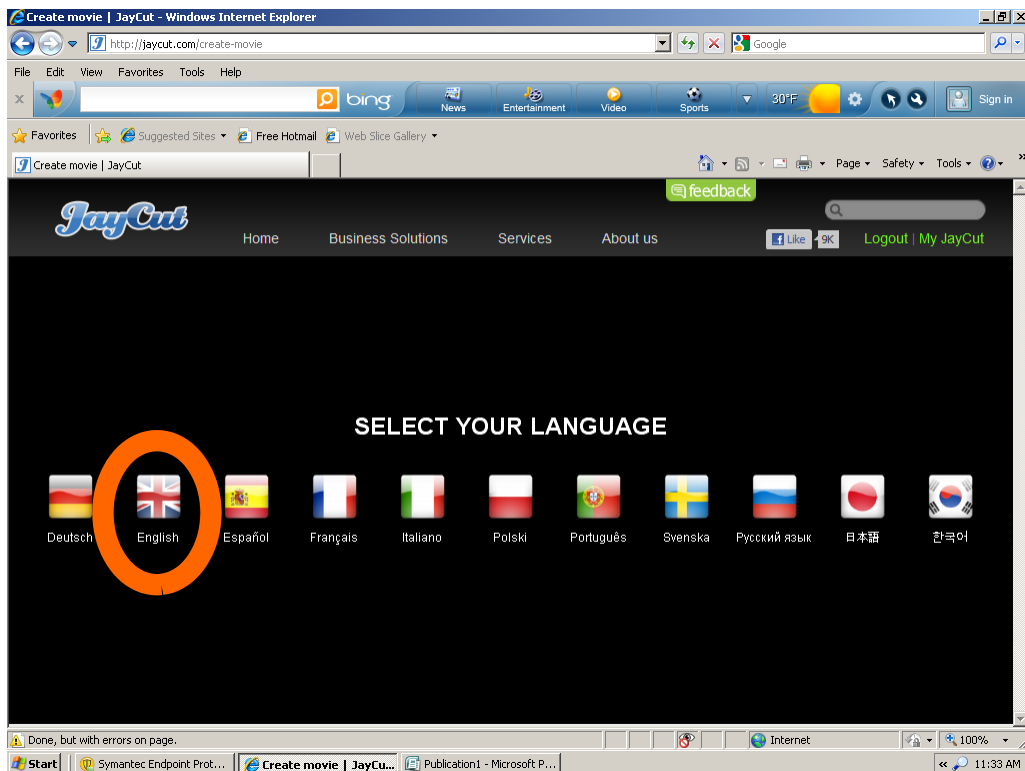 Create movie | JayCut - Windows Internet Explorer
http://jaycut.com/create-movie
Google
File Edit View Favorites Tools Help
x bing News Entertainment Video Sports 30°F Sign in
Favorites Suggested Sites Free Hotmail Web Slice Gallery
Create movie | JayCut
Page Safety Tools
feedback
JayCut
Home Business Solutions Services About us
Like 9K Logout | My JayCut
SELECT YOUR LANGUAGE
Deutsch English Español Français Italiano Polski Português Svenska Русский язык 日本語 한국어
Done, but with errors on page. Internet 100%
Start Symantec Endpoint Prot... Create movie | JayCu... Publication1 - Microsoft P... 11:33 AM